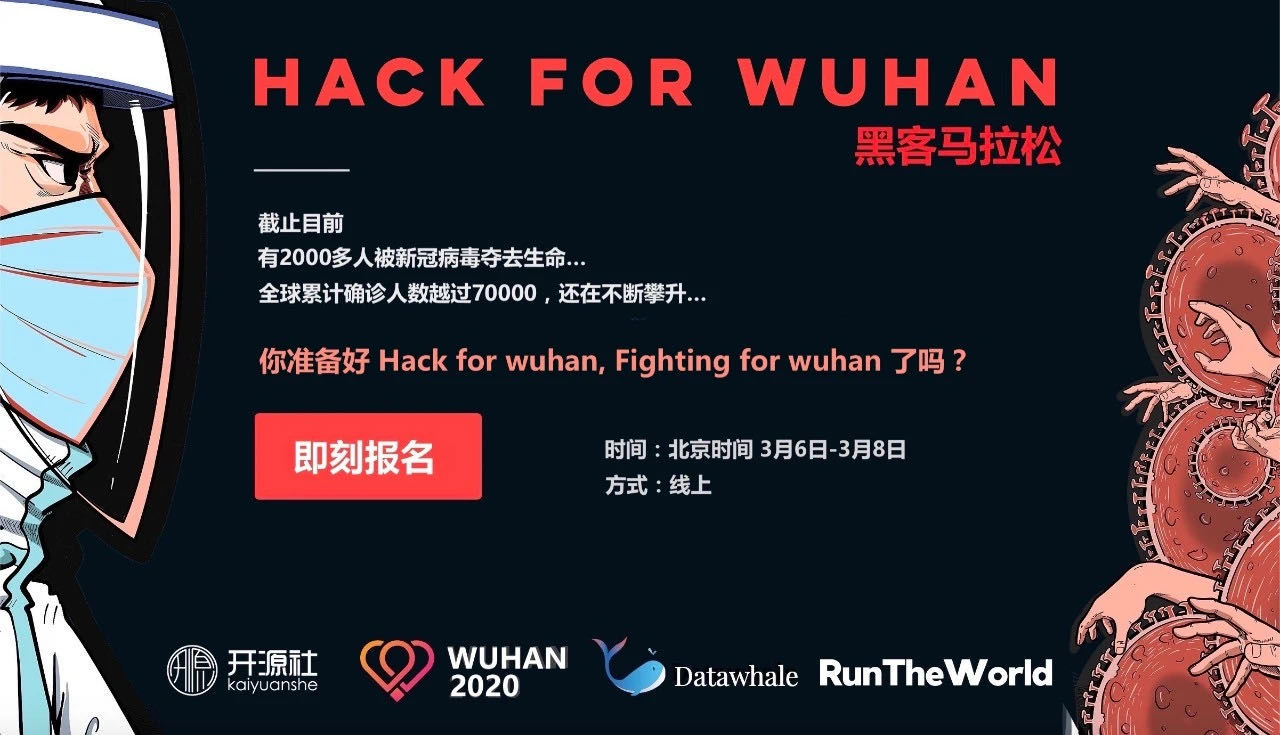 HACK FOR WUHAN
黑客马拉松
截止目前
有2000多人被新冠病毒夺去生命...
全球累计确诊人数越过70000，还在不断攀升...
你准备好 Hack for wuhan, Fighting for wuhan 了吗？
即刻报名
时间：北京时间 3月6日-3月8日
方式：线上
开源社
kaiyuanshe
WUHAN
2020
Datawhale
RunTheWorld